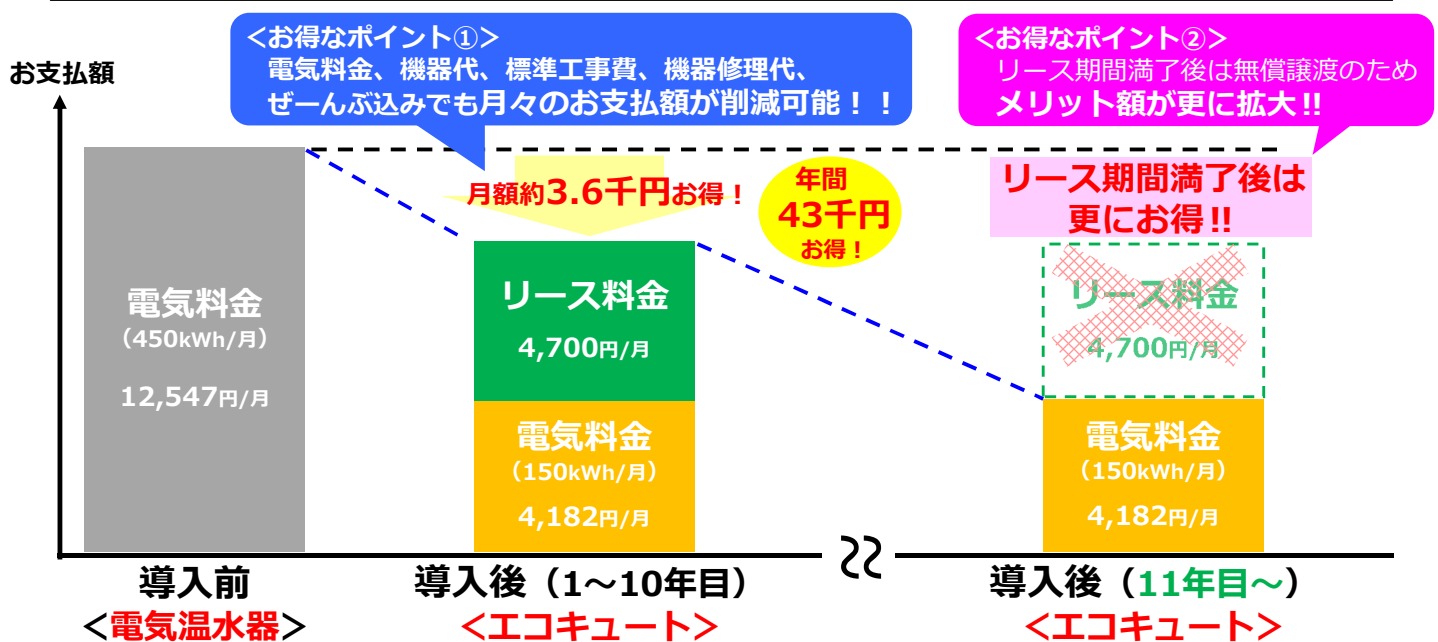 お支払額
<お得なポイント①>
電気料金、機器代、標準工事費、機器修理代、
ぜーんぶ込みでも月々のお支払額が削減可能！！
<お得なポイント②>
リース期間満了後は無償譲渡のため
メリット額が更に拡大!!
月額約3.6千円お得！
年間
43千円
お得！
リース期間満了後は
更にお得!!
電気料金
（450kWh/月）
12,547円/月
リース料金
4,700円/月
電気料金
（150kWh/月）
4,182円/月
リース料金
4,700円/月
電気料金
（150kWh/月）
4,182円/月
導入前
<電気温水器>
導入後（1～10年目）
<エコキュート>
導入後（11年目～）
<エコキュート>